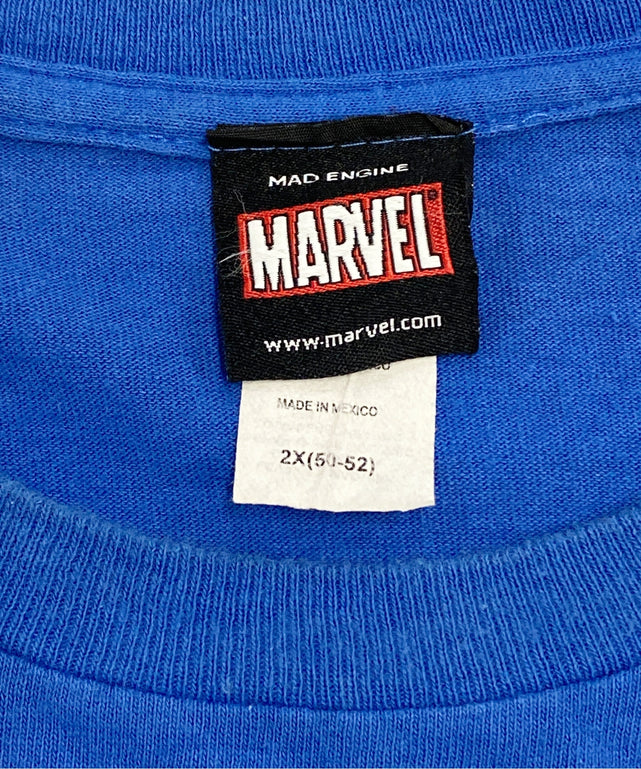 MAD ENGINE
MARVEL
www.marvel.com
MADE IN MEXICO
2X(50-52)